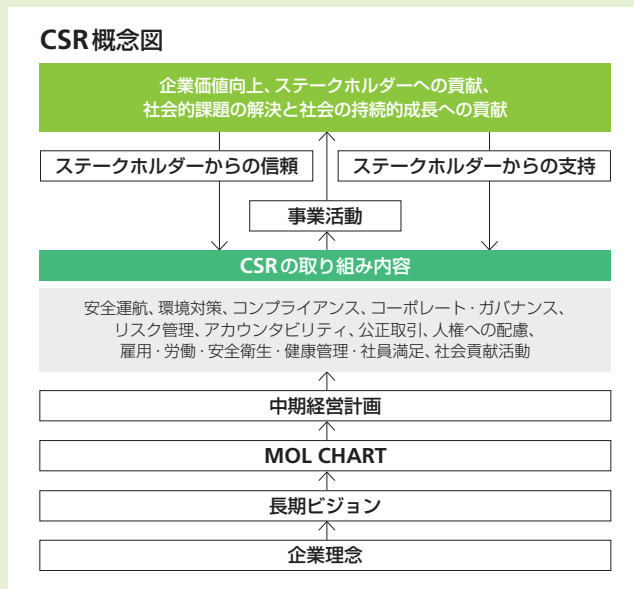 CSR概念図
企業価値向上、ステークホルダーへの貢献、
社会的課題の解決と社会の持続的成長への貢献
ステークホルダーからの信頼
ステークホルダーからの支持
事業活動
CSRの取り組み内容
安全運航、環境対策、コンプライアンス、コーポレート・ガバナンス、
リスク管理、アカウンタビリティ、公正取引、人権への配慮、
雇用・労働・安全衛生・健康管理・社員満足、社会貢献活動
中期経営計画
MOL CHART
長期ビジョン
企業理念